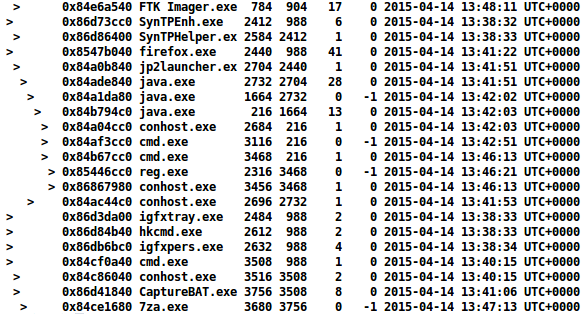 > 0x84e6a540 FTK Imager.exe 784 904 17 0 2015-04-14 13:48:11 UTC+0000
> 0x86d73cc0 SynTPEnh.exe 2412 988 6 0 2015-04-14 13:38:32 UTC+0000
> 0x86d86400 SynTPHelper.ex 2584 2412 1 0 2015-04-14 13:38:33 UTC+0000
> 0x8547b040 firefox.exe 2440 988 41 0 2015-04-14 13:41:22 UTC+0000
> 0x84a0b840 jp2launcher.ex 2704 2440 1 0 2015-04-14 13:41:51 UTC+0000
> 0x84ade840 java.exe 2732 2704 28 0 2015-04-14 13:41:51 UTC+0000
> 0x84a1da80 java.exe 1664 2732 0 -1 2015-04-14 13:42:02 UTC+0000
> 0x84b794c0 java.exe 216 1664 13 0 2015-04-14 13:42:03 UTC+0000
> 0x84a04cc0 conhost.exe 2684 216 1 0 2015-04-14 13:42:03 UTC+0000
> 0x84af3cc0 cmd.exe 3116 216 0 -1 2015-04-14 13:42:51 UTC+0000
> 0x84b67cc0 cmd.exe 3468 216 1 0 2015-04-14 13:46:13 UTC+0000
> 0x85446cc0 reg.exe 2316 3468 0 -1 2015-04-14 13:46:21 UTC+0000
> 0x86867980 conhost.exe 3456 3468 1 0 2015-04-14 13:46:13 UTC+0000
> 0x84ac44c0 conhost.exe 2696 2732 1 0 2015-04-14 13:41:53 UTC+0000
> 0x86d3da00 igfxtray.exe 2484 988 2 0 2015-04-14 13:38:33 UTC+0000
> 0x86d84b40 hkcmd.exe 2612 988 2 0 2015-04-14 13:38:33 UTC+0000
> 0x86db6bc0 igfxpers.exe 2632 988 4 0 2015-04-14 13:38:34 UTC+0000
> 0x84cf0a40 cmd.exe 3508 988 1 0 2015-04-14 13:40:15 UTC+0000
> 0x84c86040 conhost.exe 3516 3508 2 0 2015-04-14 13:40:15 UTC+0000
> 0x86d41840 CaptureBAT.exe 3756 3508 8 0 2015-04-14 13:41:06 UTC+0000
> 0x84ce1680 7za.exe 3680 3756 0 -1 2015-04-14 13:47:13 UTC+0000